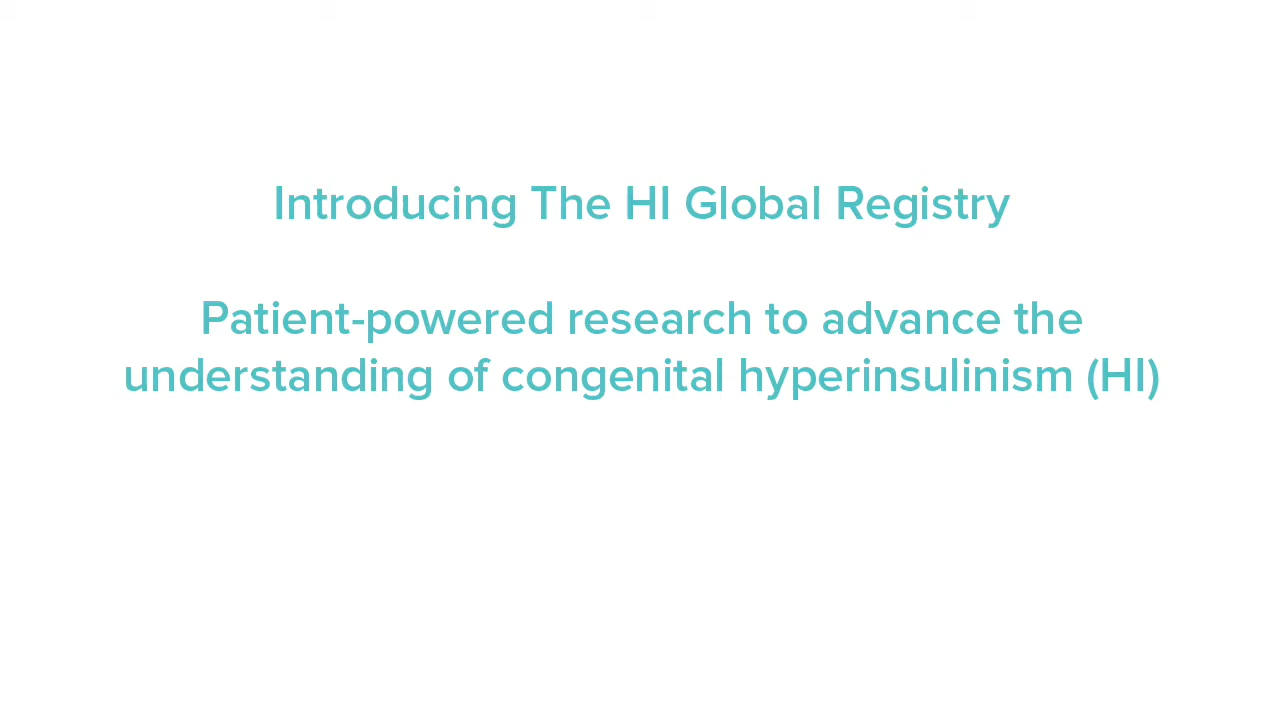 Introducing The HI Global Registry
Patient-powered research to advance the
understanding of congenital hyperinsulinism (HI)